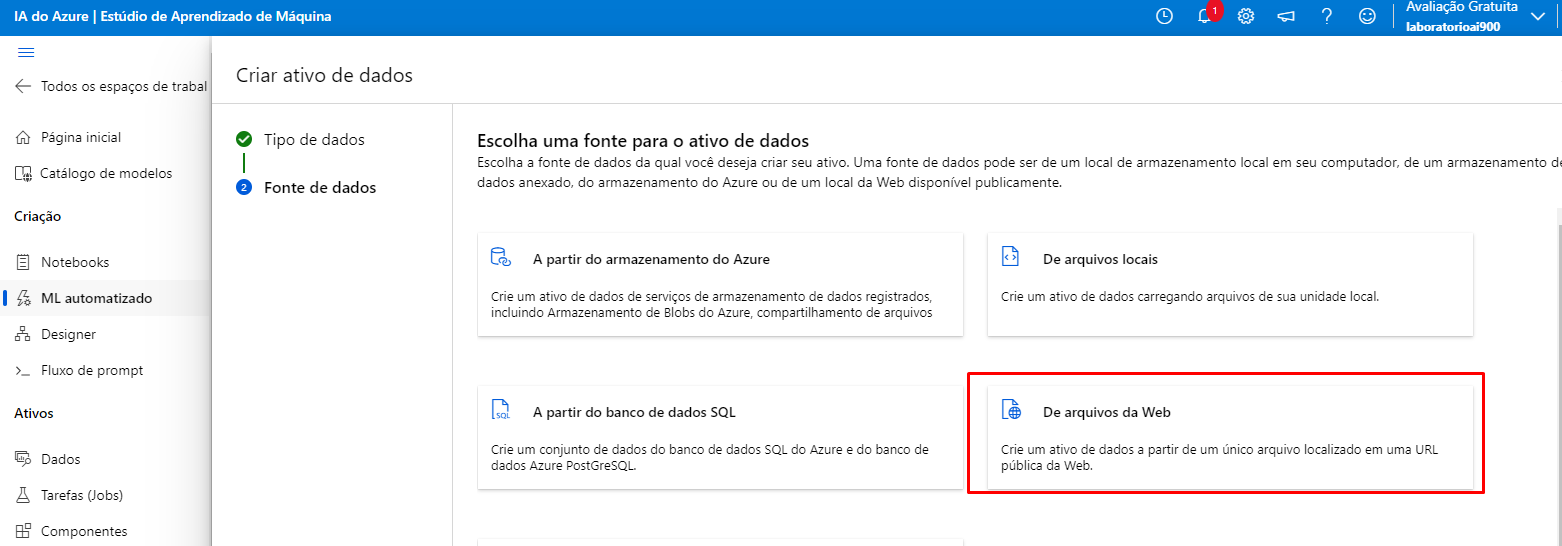 IA do Azure | Estúdio de Aprendizado de Máquina
1
Avaliação Gratuita
laboratorioai900
Todos os espaços de trabal
Página inicial
Catálogo de modelos
Criação
Notebooks
ML automatizado
Designer
Fluxo de prompt
Ativos
Dados
Tarefas (Jobs)
Componentes
Criar ativo de dados
Tipo de dados
2
Fonte de dados
Escolha uma fonte para o ativo de dados
Escolha a fonte de dados da qual você deseja criar seu ativo. Uma fonte de dados pode ser de um local de armazenamento local em seu computador, de um armazenamento de
dados anexado, do armazenamento do Azure ou de um local da Web disponível publicamente.
A partir do armazenamento do Azure
Crie um ativo de dados de serviços de armazenamento de dados registrados,
incluindo Armazenamento de Blobs do Azure, compartilhamento de arquivos
De arquivos locais
Crie um ativo de dados carregando arquivos de sua unidade local.
SQL
A partir do banco de dados SQL
Crie um conjunto de dados do banco de dados SQL do Azure e do banco de
dados Azure PostGreSQL.
De arquivos da Web
Crie um ativo de dados a partir de um único arquivo localizado em uma URL
pública da Web.